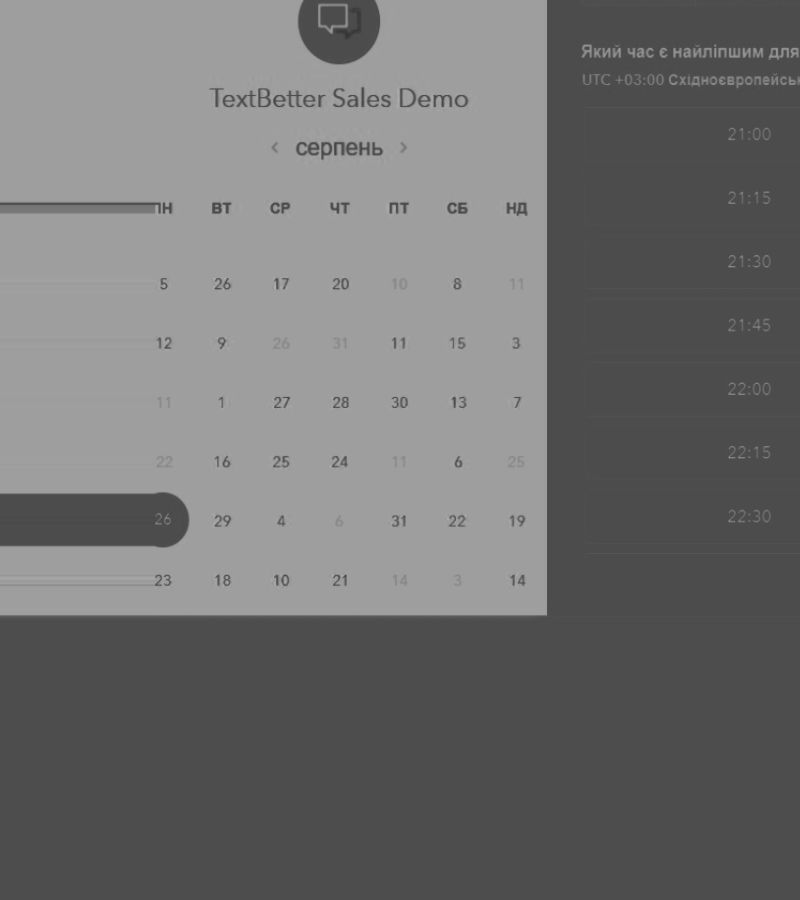 TextBetter Sales Demo
< серпень >
ПН ВТ СР ЧТ ПТ СБ НД
5 26 17 20 10 8 11
12 9 26 31 11 15 3
11 1 27 28 30 13 7
22 16 25 24 11 6 25
26 29 4 6 31 22 19
23 18 10 21 14 3 14
Який час є найліпшим для
UTC +03:00 Східноєвропейськ
21:00
21:15
21:30
21:45
22:00
22:15
22:30